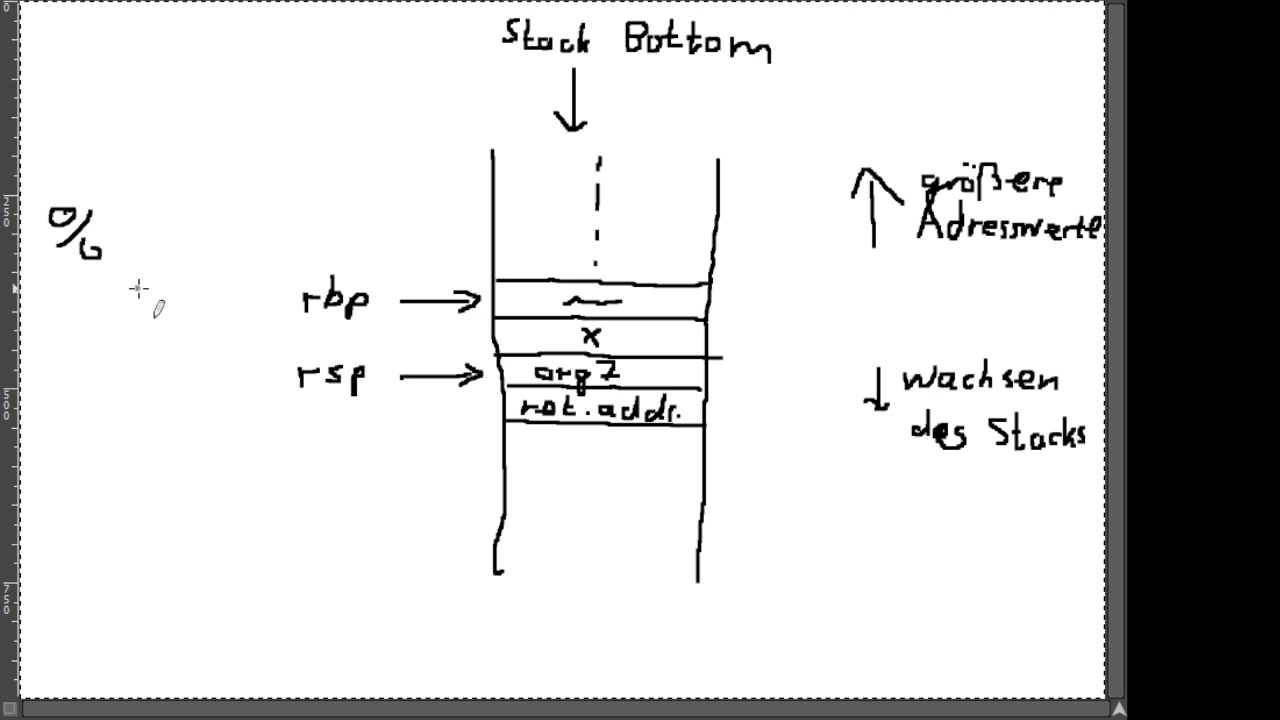 Stack Bottom
größere
Adresswerte
%
rbp
x
rsp
arg 7
wachsen
ret. addr.
des Stacks